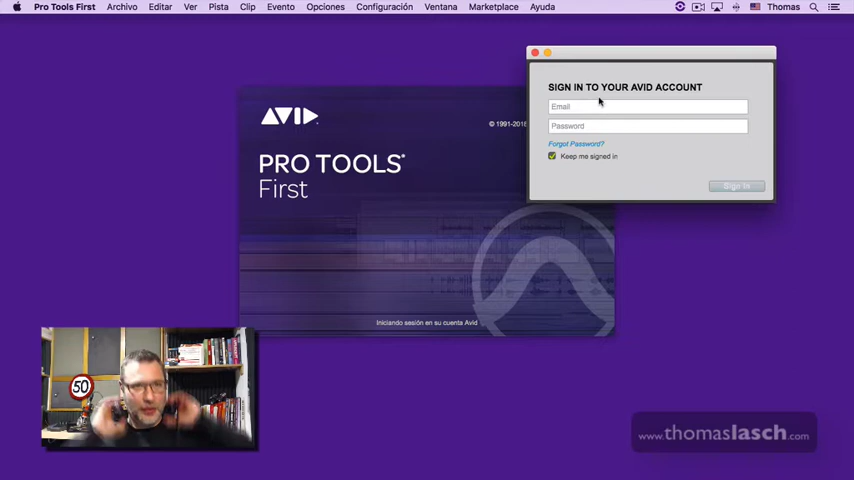 Pro Tools First Archivo Editar Ver Pista Clip Evento Opciones Configuración Ventana Marketplace Ayuda Thomas
SIGN IN TO YOUR AVID ACCOUNT
Email
Password
Forgot Password?
Keep me signed in
Sign In
AVID
© 1991-2018
PRO TOOLS®
First
Iniciando sesión en su cuenta Avid
50
www.thomaslasch.com